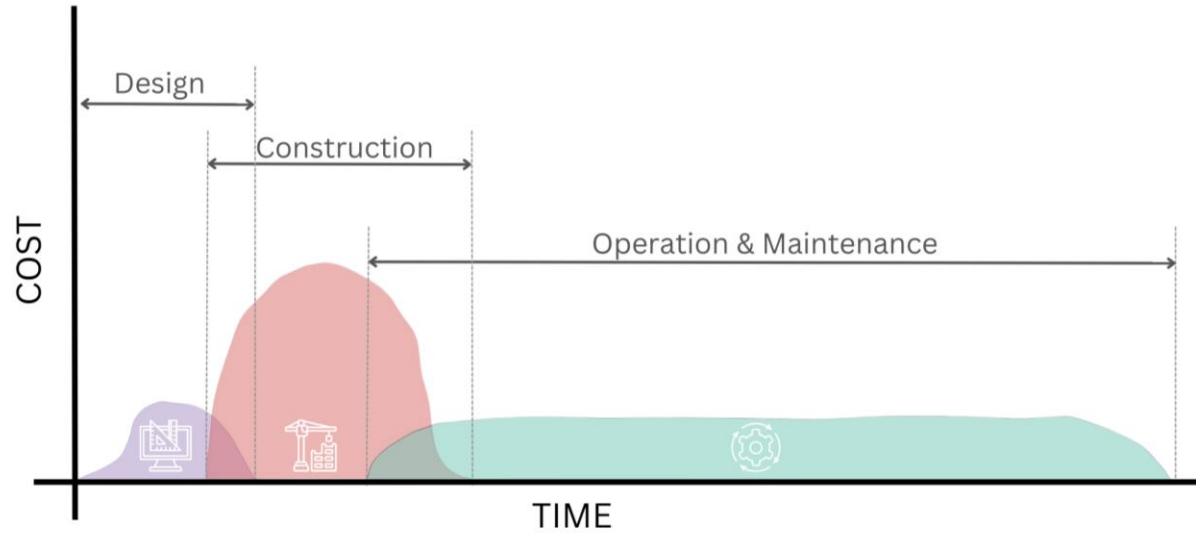 Design
Construction
Operation & Maintenance
COST
TIME